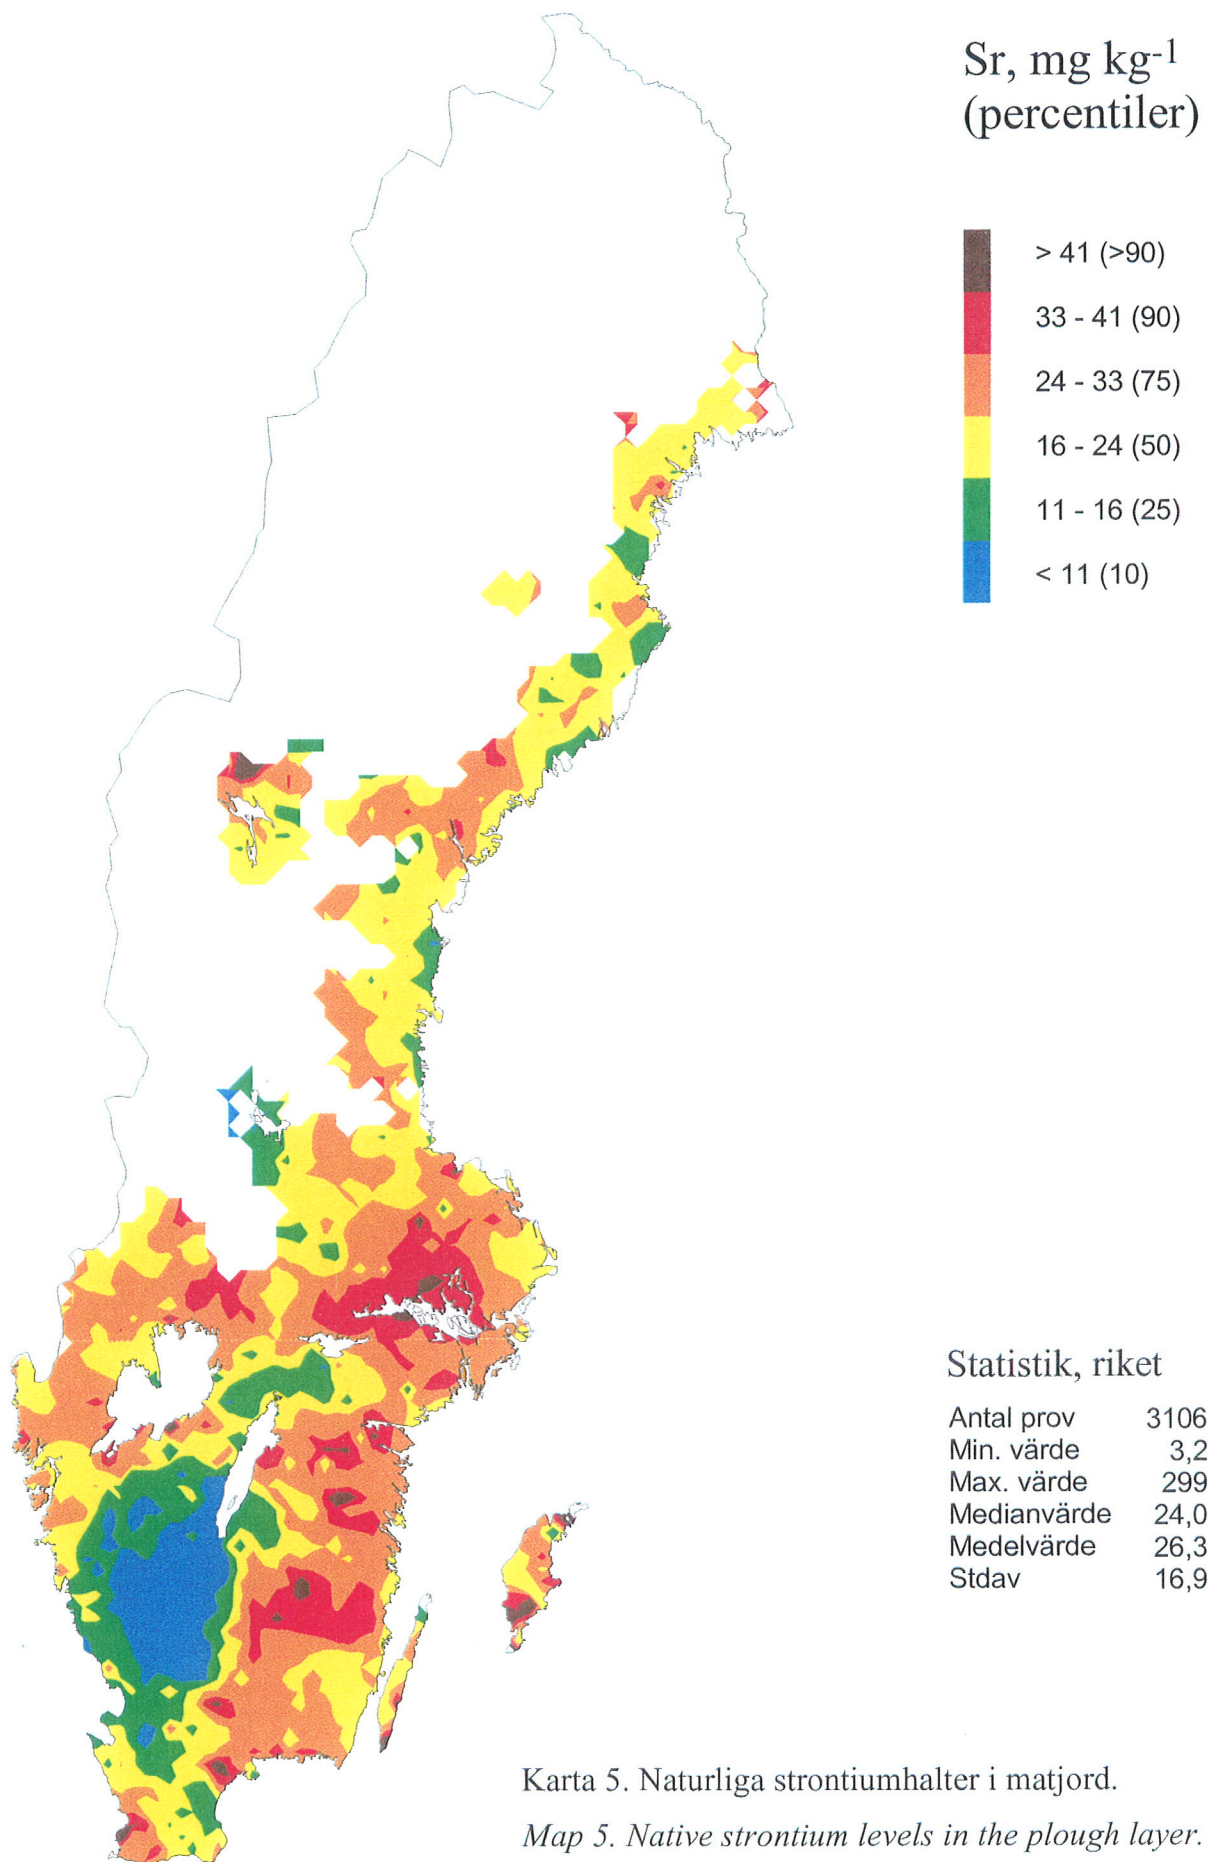 Sr, mg kg-1
(percentiler)
> 41 (>90)
33 - 41 (90)
24 - 33 (75)
16 - 24 (50)
11 - 16 (25)
< 11 (10)
Statistik, riket
Antal prov 3106
Min. värde 3,2
Max. värde 299
Medianvärde 24,0
Medelvärde 26,3
Stdav 16,9
Karta 5. Naturliga strontiumhalter i matjord.
Map 5. Native strontium levels in the plough layer.